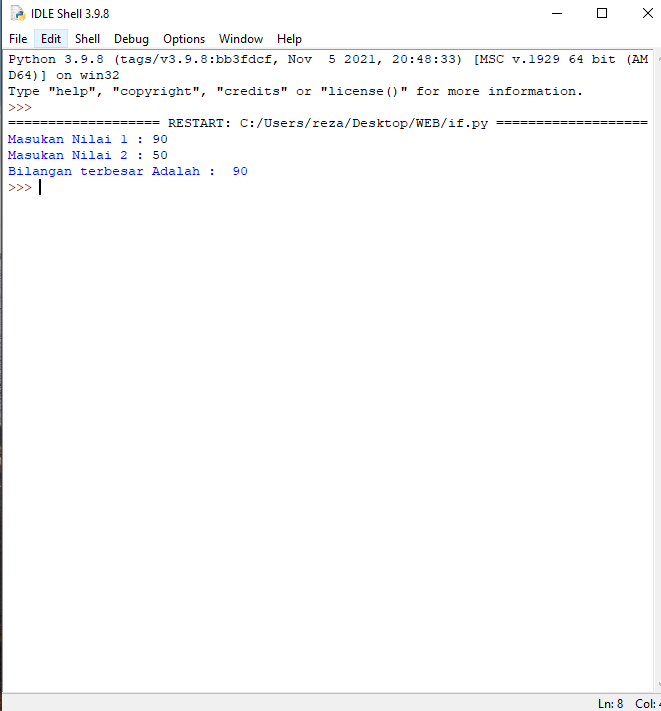 IDLE Shell 3.9.8
File Edit Shell Debug Options Window Help
Python 3.9.8 (tags/v3.9.8:bb3fdcf, Nov  5 2021, 20:48:33) [MSC v.1929 64 bit (AM
D64)] on win32
Type "help", "copyright", "credits" or "license()" for more information.
>>>
=================== RESTART: C:/Users/reza/Desktop/WEB/if.py ===================
Masukan Nilai 1 : 90
Masukan Nilai 2 : 50
Bilangan terbesar Adalah :  90
>>>
Ln: 8 Col: